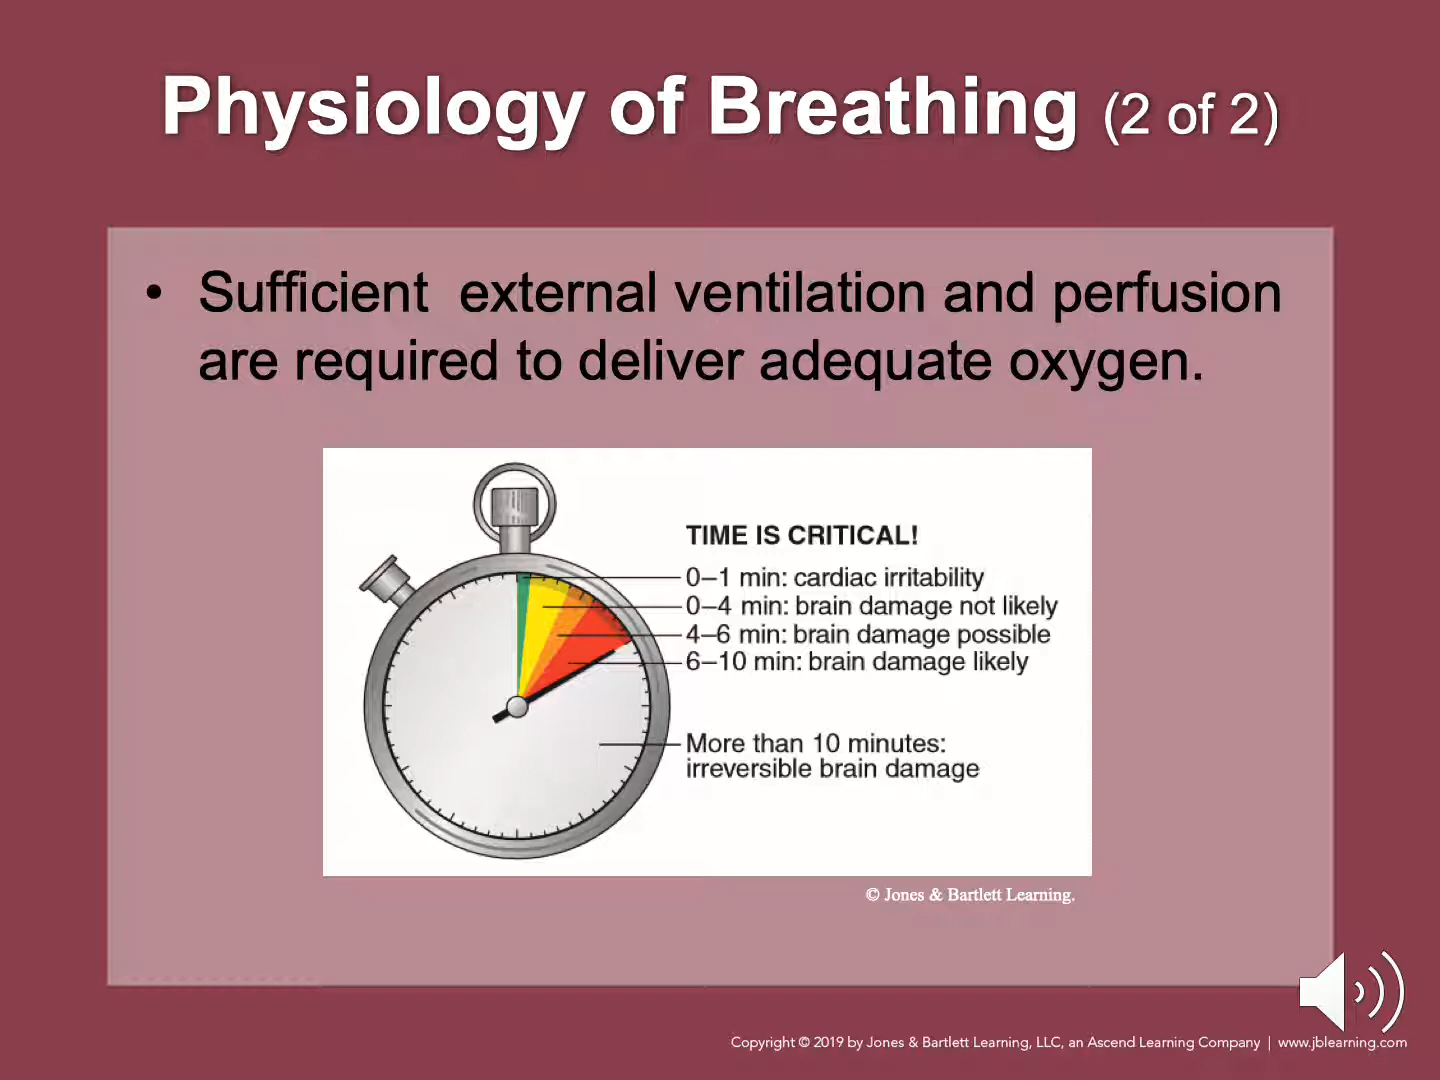 Physiology of Breathing (2 of 2)
• Sufficient  external ventilation and perfusion
are required to deliver adequate oxygen.
TIME IS CRITICAL!
0–1 min: cardiac irritability
0–4 min: brain damage not likely
4–6 min: brain damage possible
6–10 min: brain damage likely
More than 10 minutes:
irreversible brain damage
© Jones & Bartlett Learning.
Copyright © 2019 by Jones & Bartlett Learning, LLC, an Ascend Learning Company | www.jblearning.com